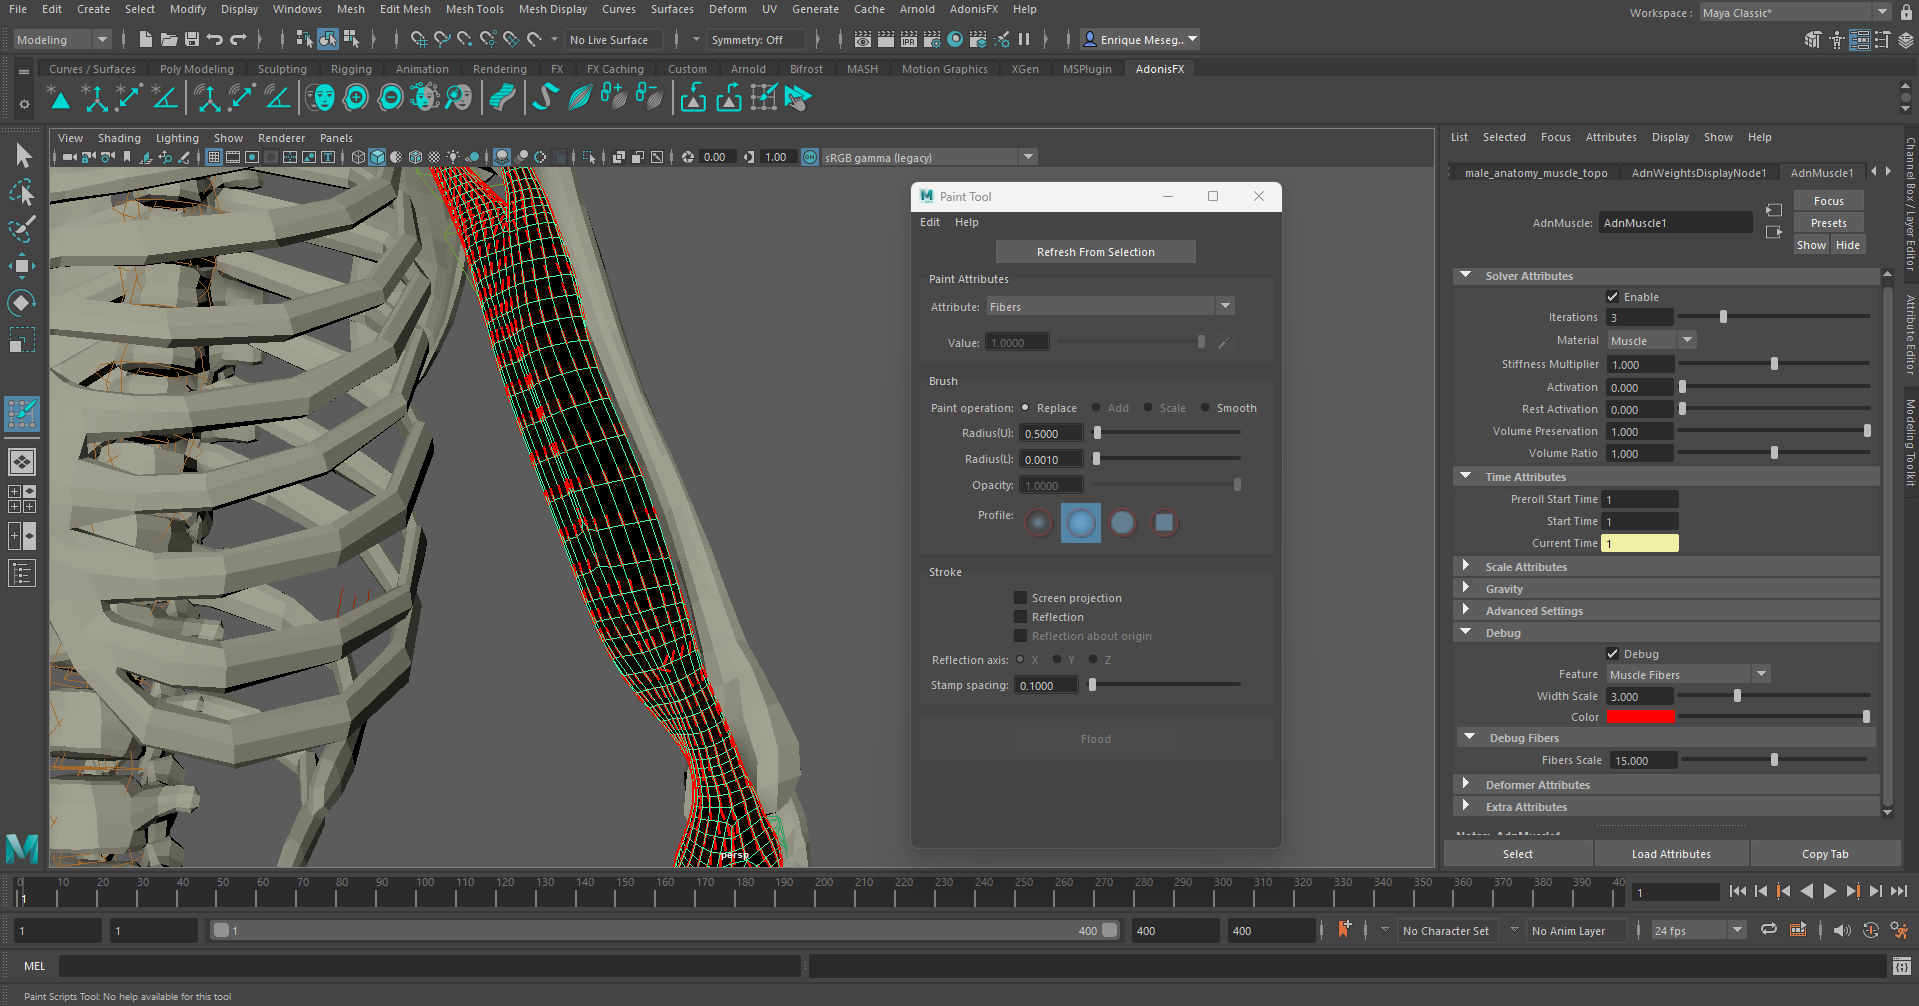 File Edit Create Select Modify Display Windows Mesh Edit Mesh Mesh Tools Mesh Display Curves Surfaces Deform UV Generate Cache Arnold AdonisFX Help
Workspace : Maya Classic*
Modeling No Live Surface Symmetry: Off IPR Enrique Meseg...
Curves / Surfaces Poly Modeling Sculpting Rigging Animation Rendering FX FX Caching Custom Arnold Bifrost MASH Motion Graphics XGen MSPlugin AdonisFX
View Shading Lighting Show Renderer Panels
0.00 1.00 ON sRGB gamma (legacy)
persp
Paint Tool
Edit Help
Refresh From Selection
Paint Attributes
Attribute: Fibers
Value: 1.0000
Brush
Paint operation: Replace Add Scale Smooth
Radius(U): 0.5000
Radius(L): 0.0010
Opacity: 1.0000
Profile:
Stroke
Screen projection
Reflection
Reflection about origin
Reflection axis: X Y Z
Stamp spacing: 0.1000
Flood
List Selected Focus Attributes Display Show Help
male_anatomy_muscle_topo AdnWeightsDisplayNode1 AdnMuscle1
Focus
AdnMuscle: AdnMuscle1
Presets
Show Hide
Solver Attributes
Enable
Iterations 3
Material Muscle
Stiffness Multiplier 1.000
Activation 0.000
Rest Activation 0.000
Volume Preservation 1.000
Volume Ratio 1.000
Time Attributes
Preroll Start Time 1
Start Time 1
Current Time 1
Scale Attributes
Gravity
Advanced Settings
Debug
Debug
Feature Muscle Fibers
Width Scale 3.000
Color
Debug Fibers
Fibers Scale 15.000
Deformer Attributes
Extra Attributes
Notes: AdnMuscle1
Select Load Attributes Copy Tab
Channel Box / Layer Editor
Attribute Editor
Modeling Toolkit
0 10 20 30 40 50 60 70 80 90 100 110 120 130 140 150 160 170 180 190 200 210 220 230 240 250 260 270 280 290 300 310 320 330 340 350 360 370 380 390 40
1
1
1 1 1 400 400 400 No Character Set No Anim Layer 24 fps
MEL
Paint Scripts Tool: No help available for this tool